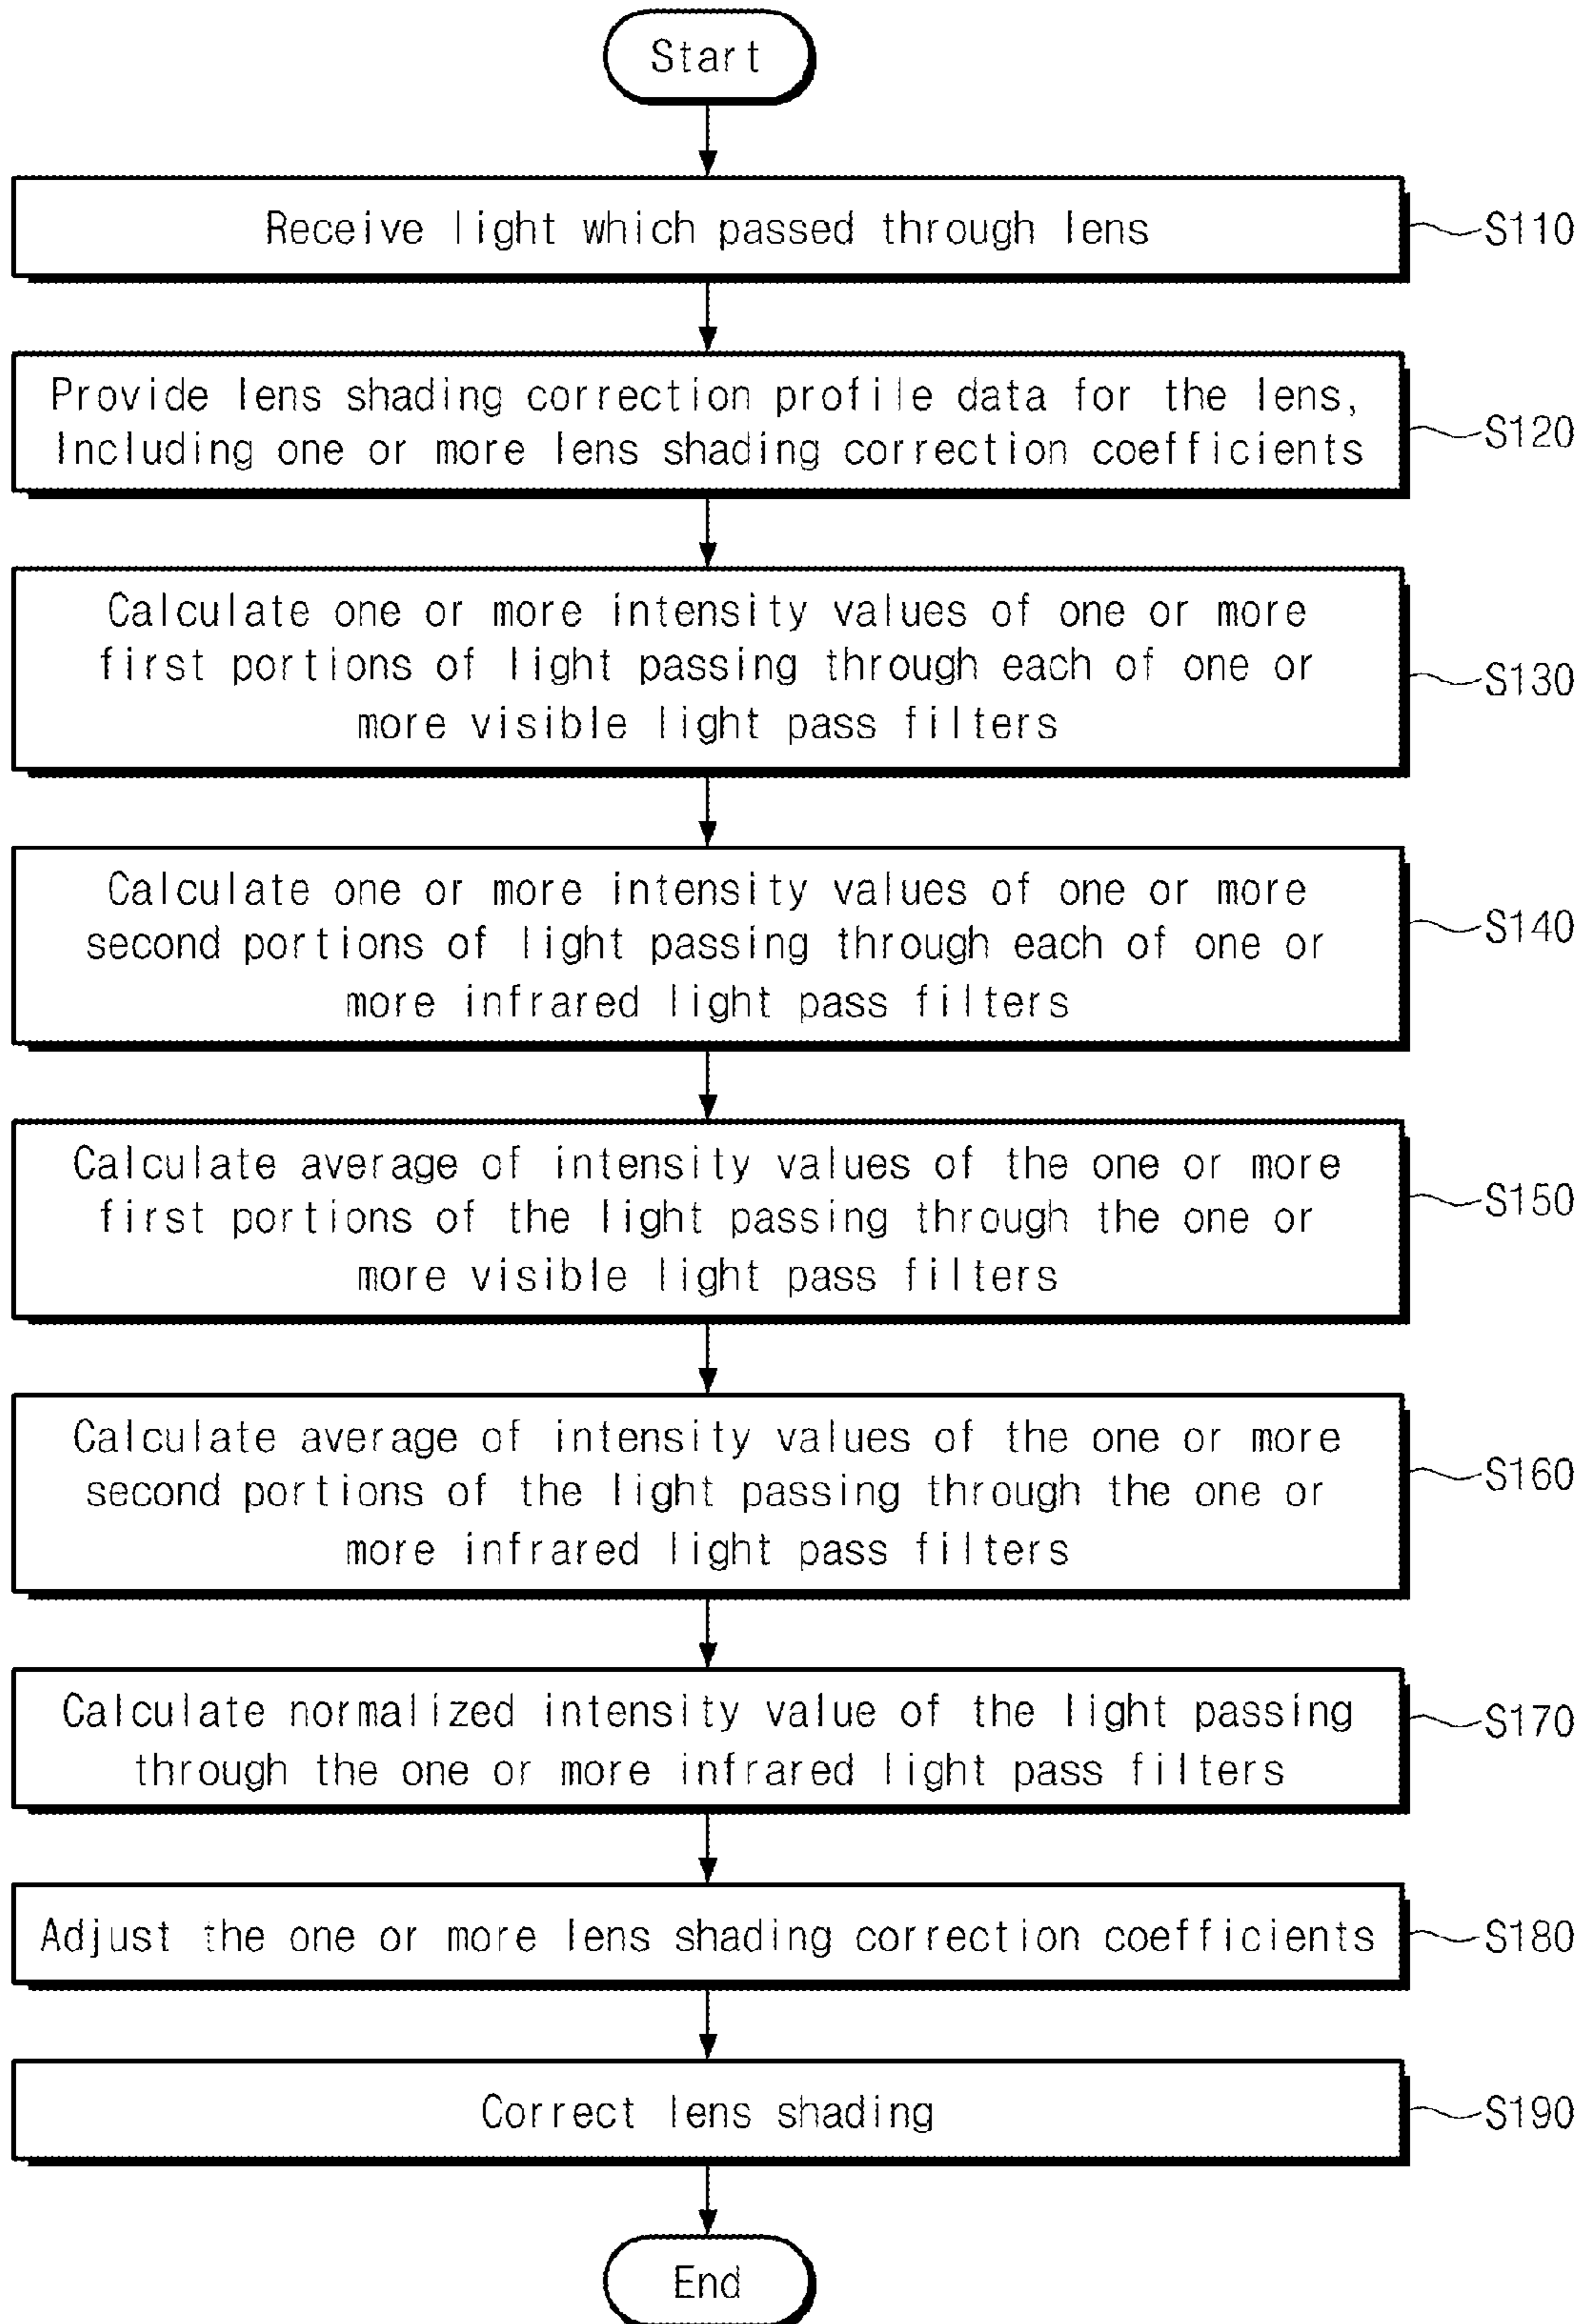 Start
Receive light which passed through lens
S110
Provide lens shading correction profile data for the lens,
Including one or more lens shading correction coefficients
S120
Calculate one or more intensity values of one or more
first portions of light passing through each of one or
more visible light pass filters
S130
Calculate one or more intensity values of one or more
second portions of light passing through each of one or
more infrared light pass filters
S140
Calculate average of intensity values of the one or more
first portions of the light passing through the one or
more visible light pass filters
S150
Calculate average of intensity values of the one or more
second portions of the light passing through the one or
more infrared light pass filters
S160
Calculate normalized intensity value of the light passing
through the one or more infrared light pass filters
S170
Adjust the one or more lens shading correction coefficients
S180
Correct lens shading
S190
End